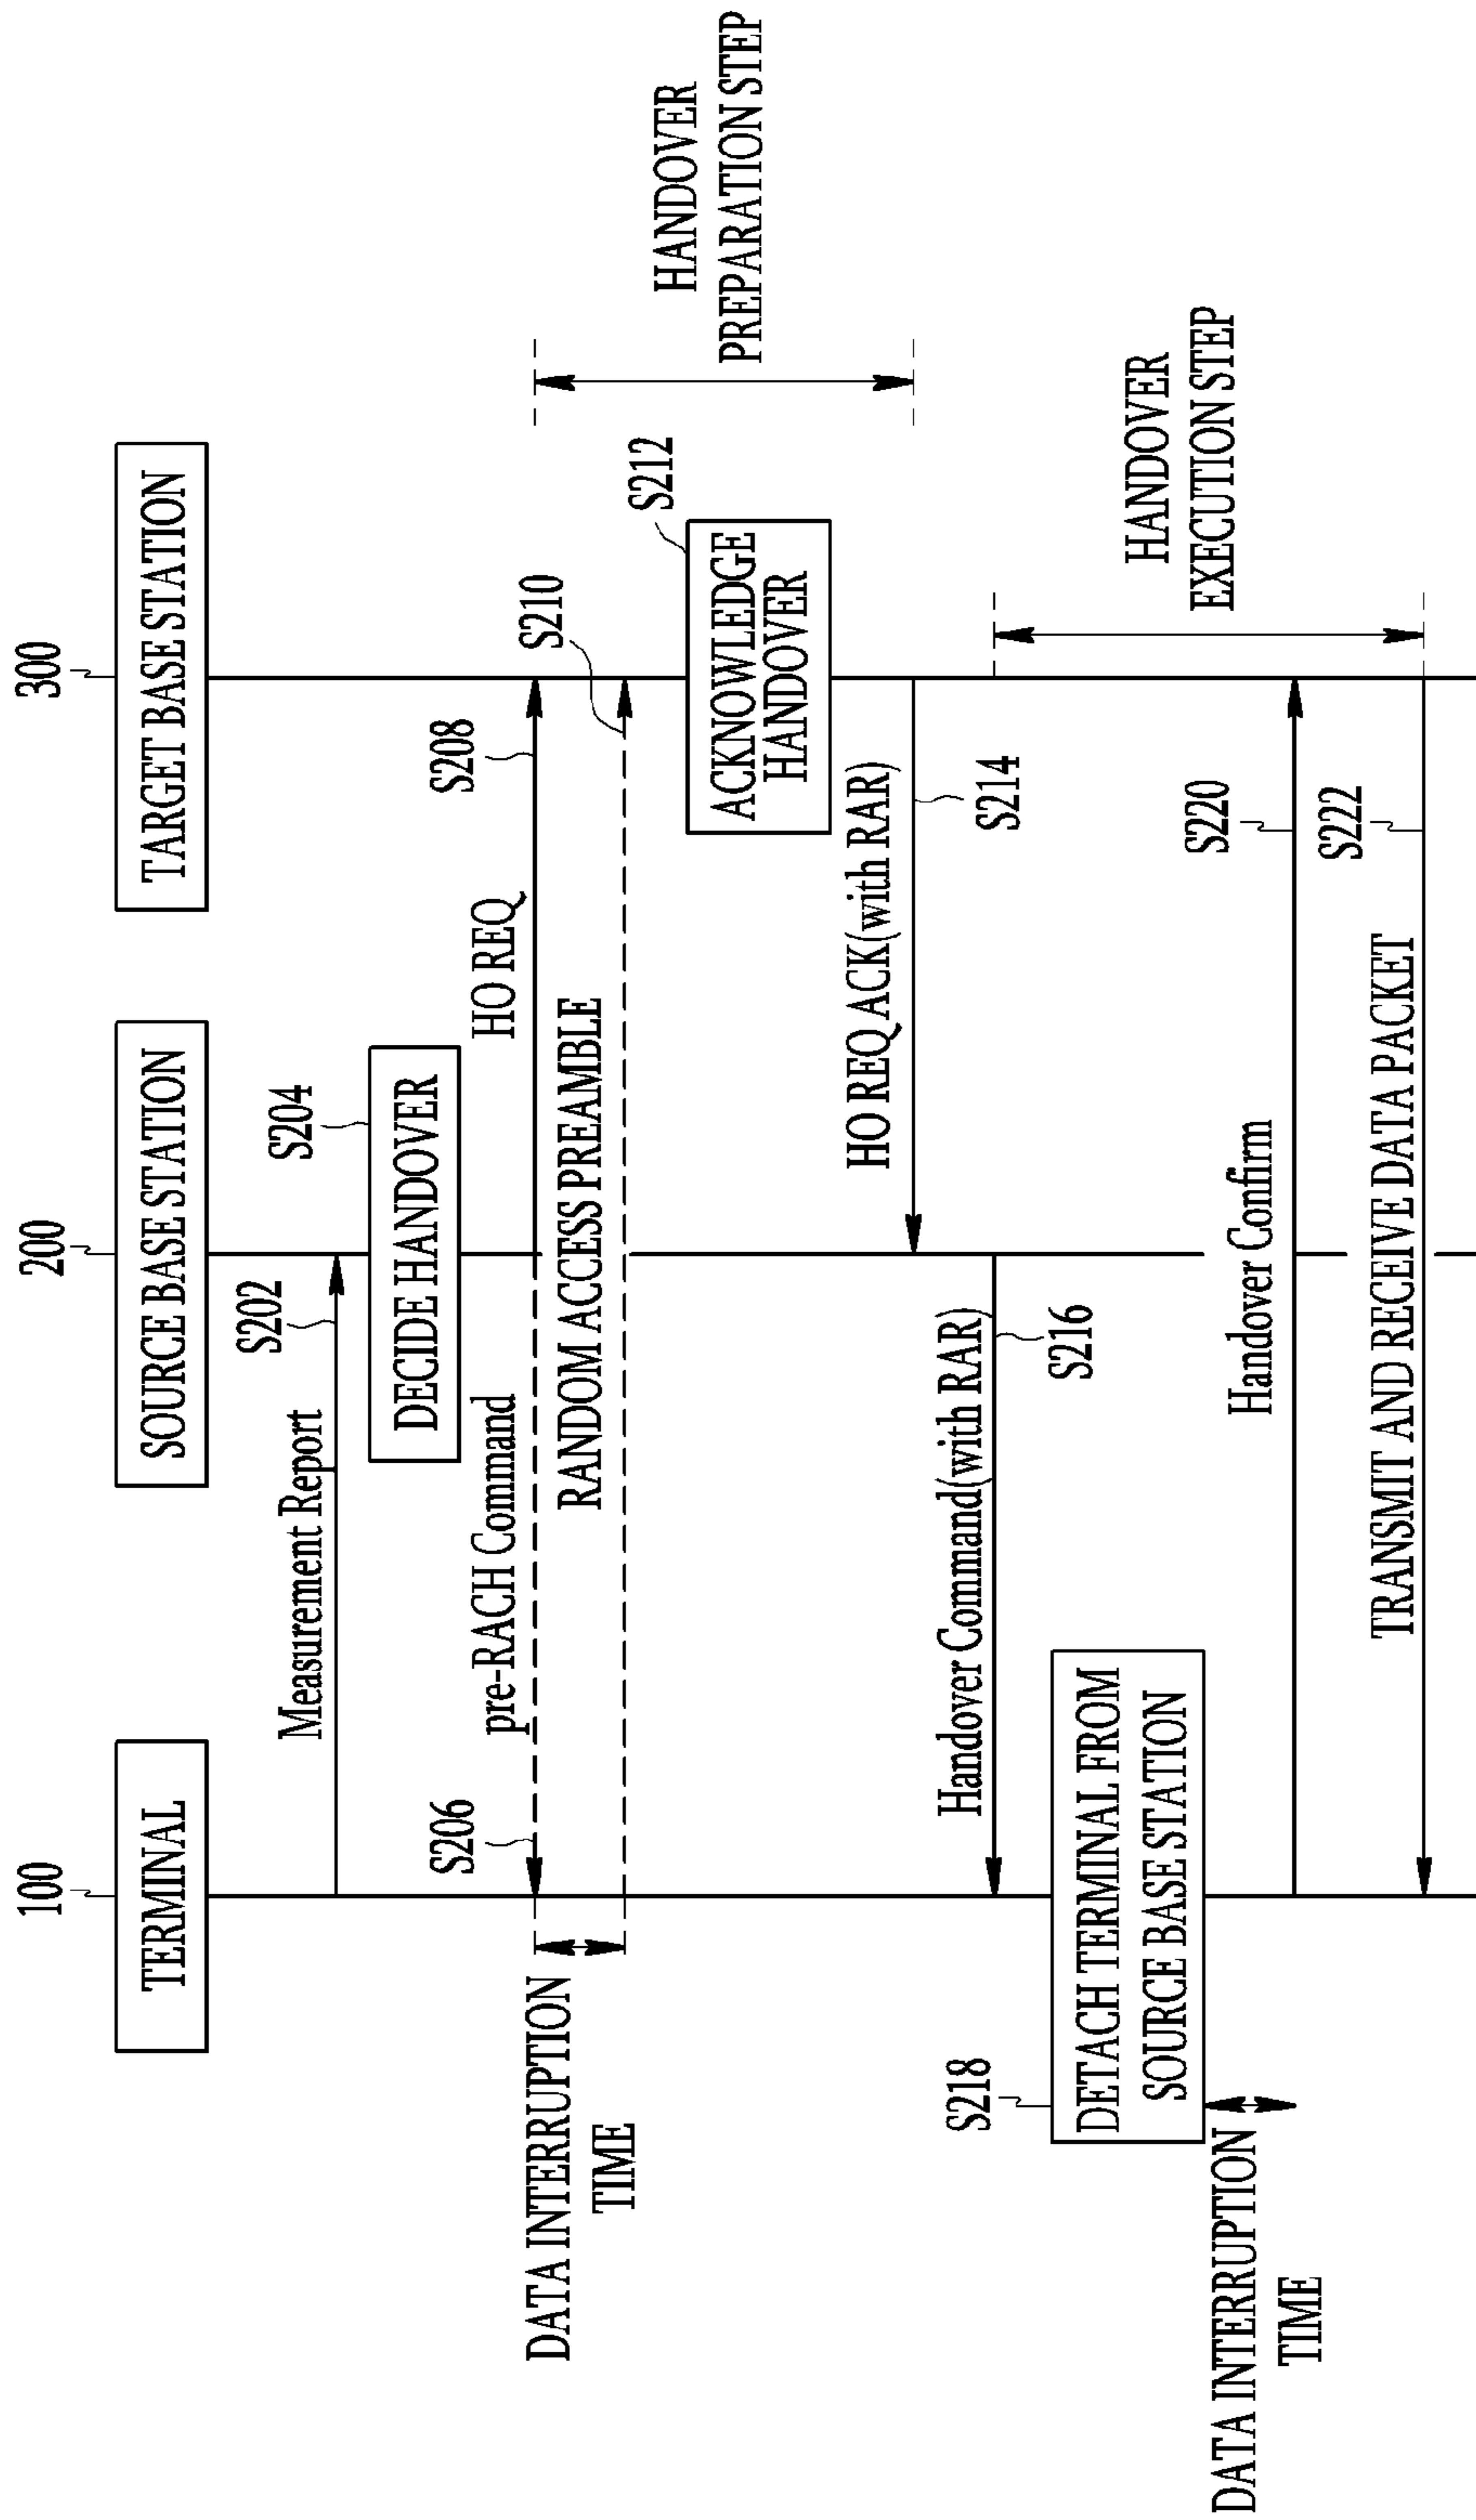 100
200
300
TERMINAL
SOURCE BASE STATION
TARGET BASE STATION
Measurement Report
S202
S204
DECIDE HANDOVER
S206
pre-RACH Command
HO REQ
S208
RANDOM ACCESS PREAMBLE
S210
DATA INTERRUPTION
TIME
S212
ACKNOWLEDGE
HANDOVER
HANDOVER
PREPARATION STEP
HO REQ ACK(with RAR)
S214
Handover Command(with RAR)
S216
S218
DETACH TERMINAL FROM
SOURCE BASE STATION
HANDOVER
EXECUTION STEP
Handover Confirm
S220
DATA INTERRUPTION
TIME
TRANSMIT AND RECEIVE DATA PACKET
S222